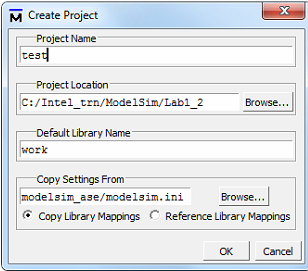 Create Project
Project Name
test
Project Location
C:/Intel_trn/ModelSim/Lab1_2 Browse...
Default Library Name
work
Copy Settings From
modelsim_ase/modelsim.ini Browse...
Copy Library Mappings Reference Library Mappings
OK Cancel